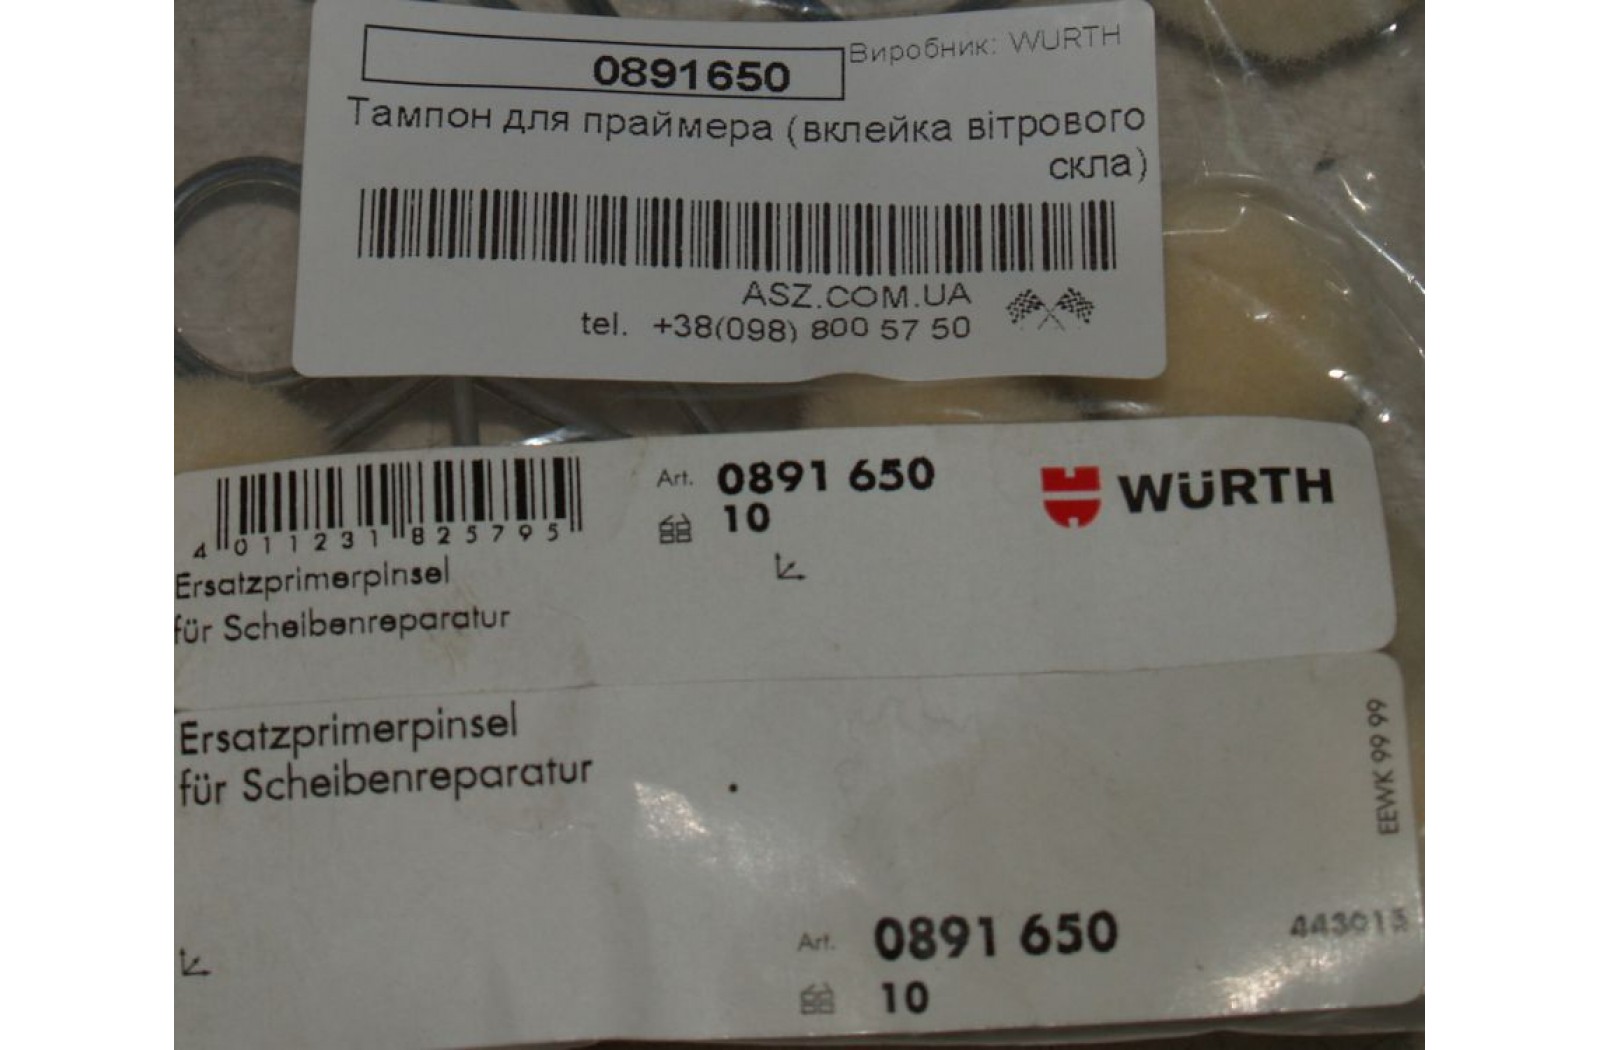 0891650
Виробник: WURTH
Тампон для праймера (вклейка вітрового
скла)
ASZ.COM.UA
tel. +38(098) 800 57 50
4 011231 825795
Art. 0891 650
10
WÜRTH
Ersatzprimerpinsel
für Scheibenreparatur
Ersatzprimerpinsel
für Scheibenreparatur
EEWK 99 99
Art. 0891 650
10